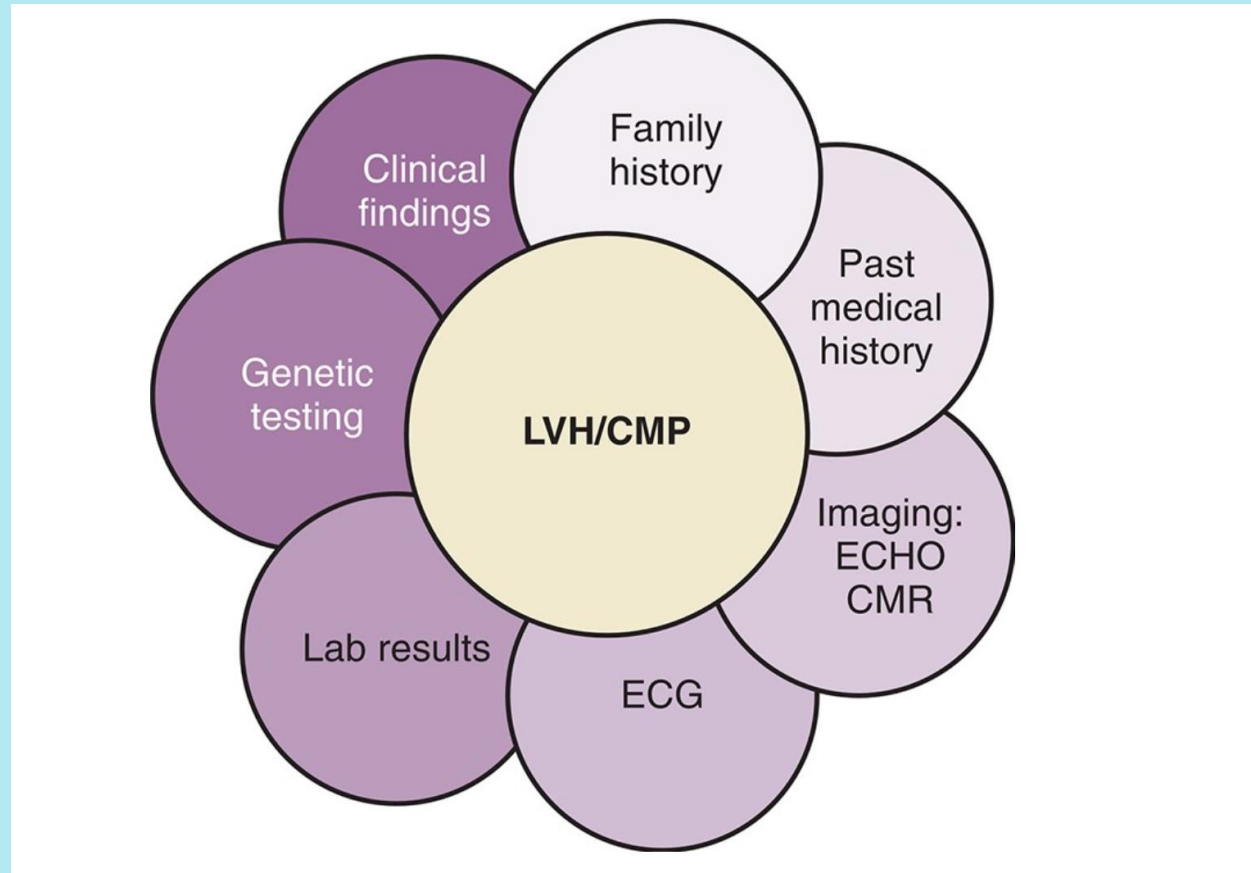 Family
history
Past
medical
history
Imaging:
ECHO
CMR
ECG
Lab results
Genetic
testing
Clinical
findings
LVH/CMP